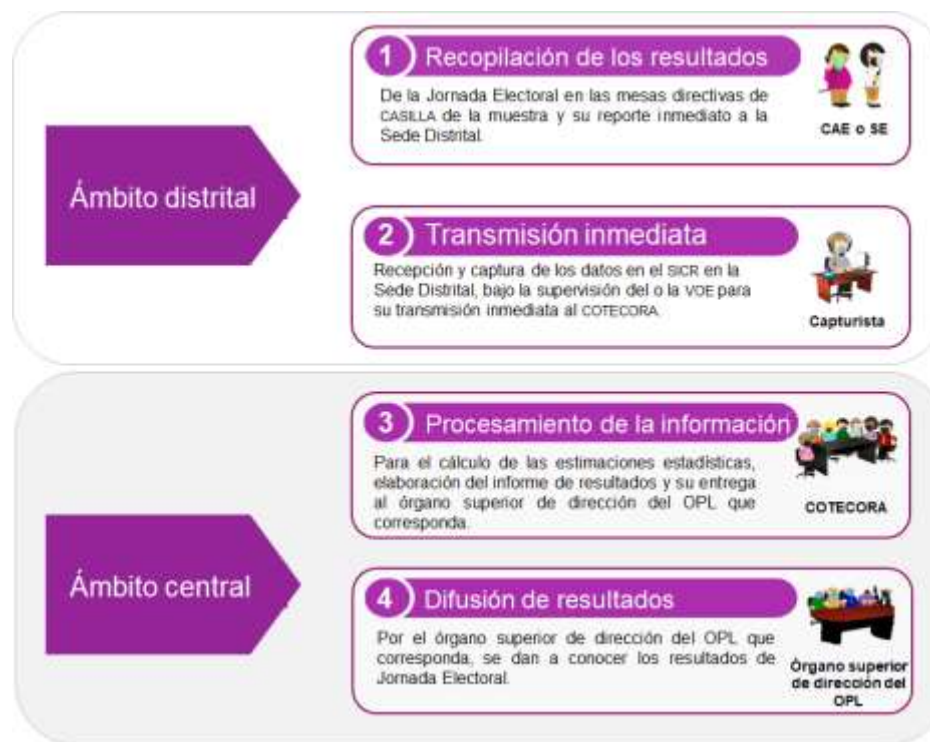 Ámbito distrital
1 Recopilación de los resultados
De la Jornada Electoral en las mesas directivas de
CASILLA de la muestra y su reporte inmediato a la
Sede Distrital.
CAE o SE
2 Transmisión inmediata
Recepción y captura de los datos en el SICR en la
Sede Distrital, bajo la supervisión del o la VOE para
su transmisión inmediata al COTECORA.
Capturista
Ámbito central
3 Procesamiento de la información
Para el cálculo de las estimaciones estadísticas,
elaboración del informe de resultados y su entrega
al órgano superior de dirección del OPL que
corresponda.
COTECORA
4 Difusión de resultados
Por el órgano superior de dirección del OPL que
corresponda, se dan a conocer los resultados de
Jornada Electoral.
Órgano superior
de dirección del
OPL